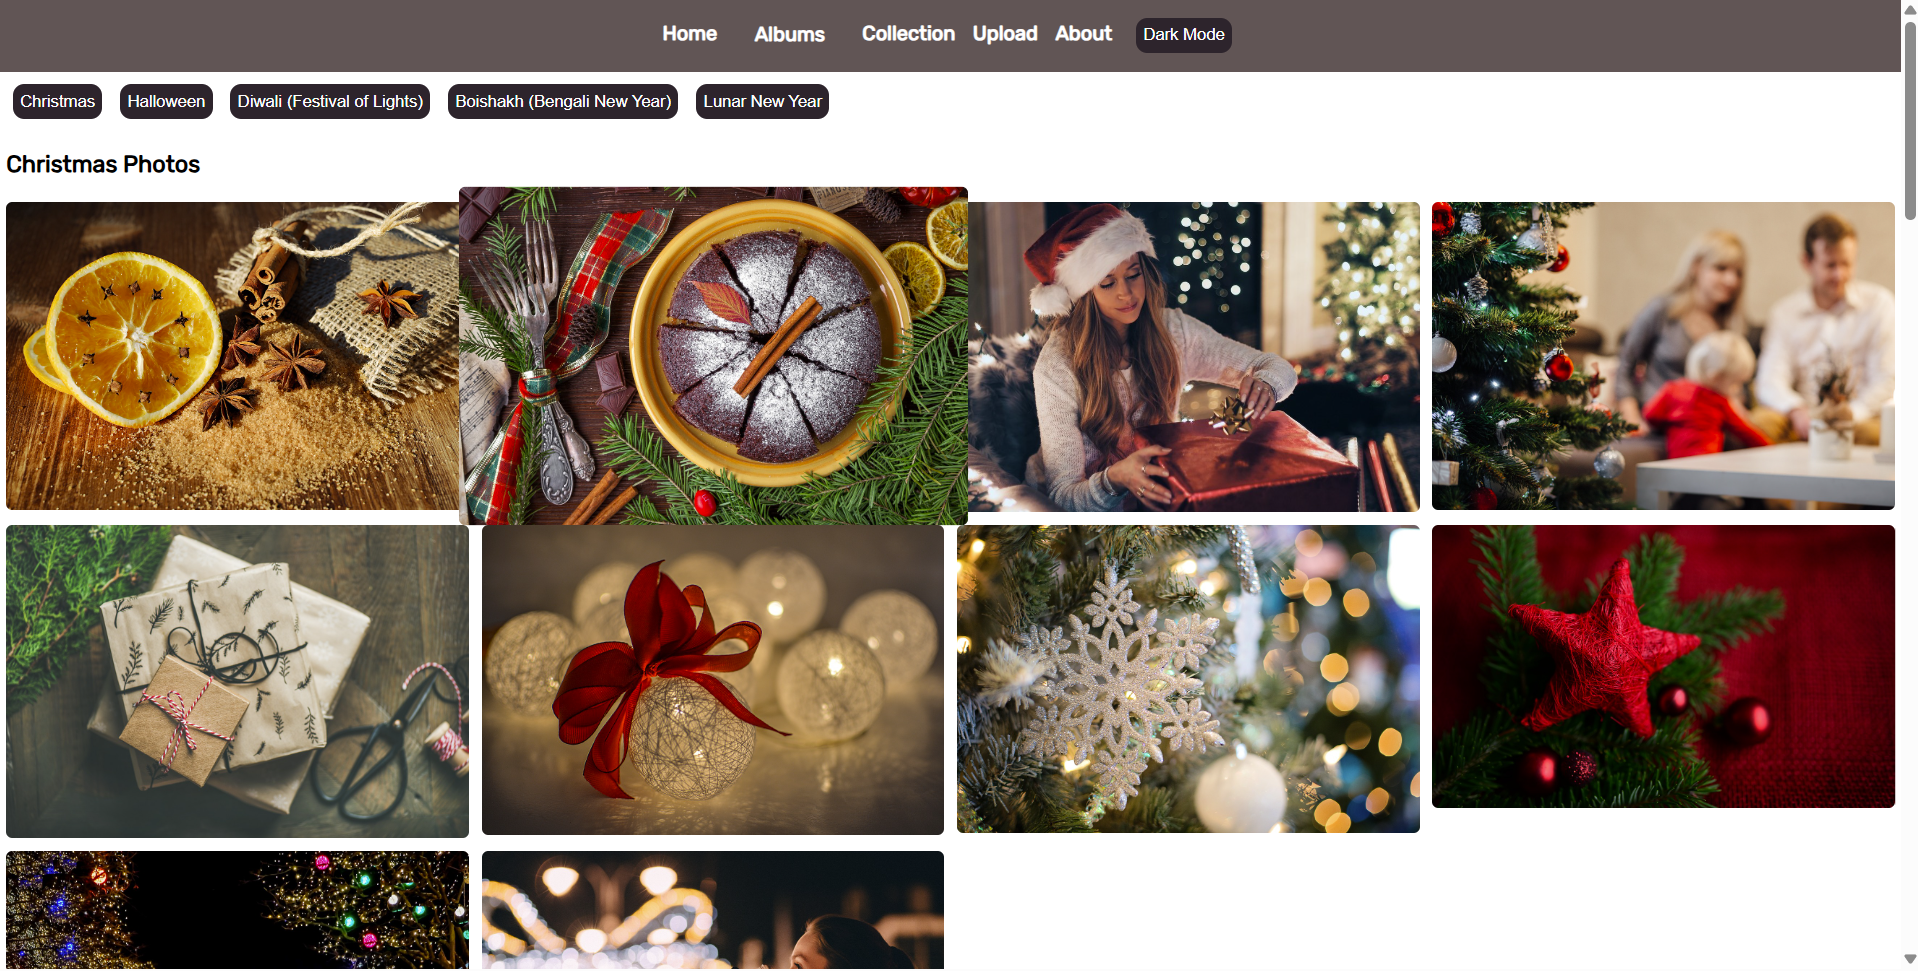 Home Albums Collection Upload About Dark Mode
Christmas Halloween Diwali (Festival of Lights) Boishakh (Bengali New Year) Lunar New Year
Christmas Photos